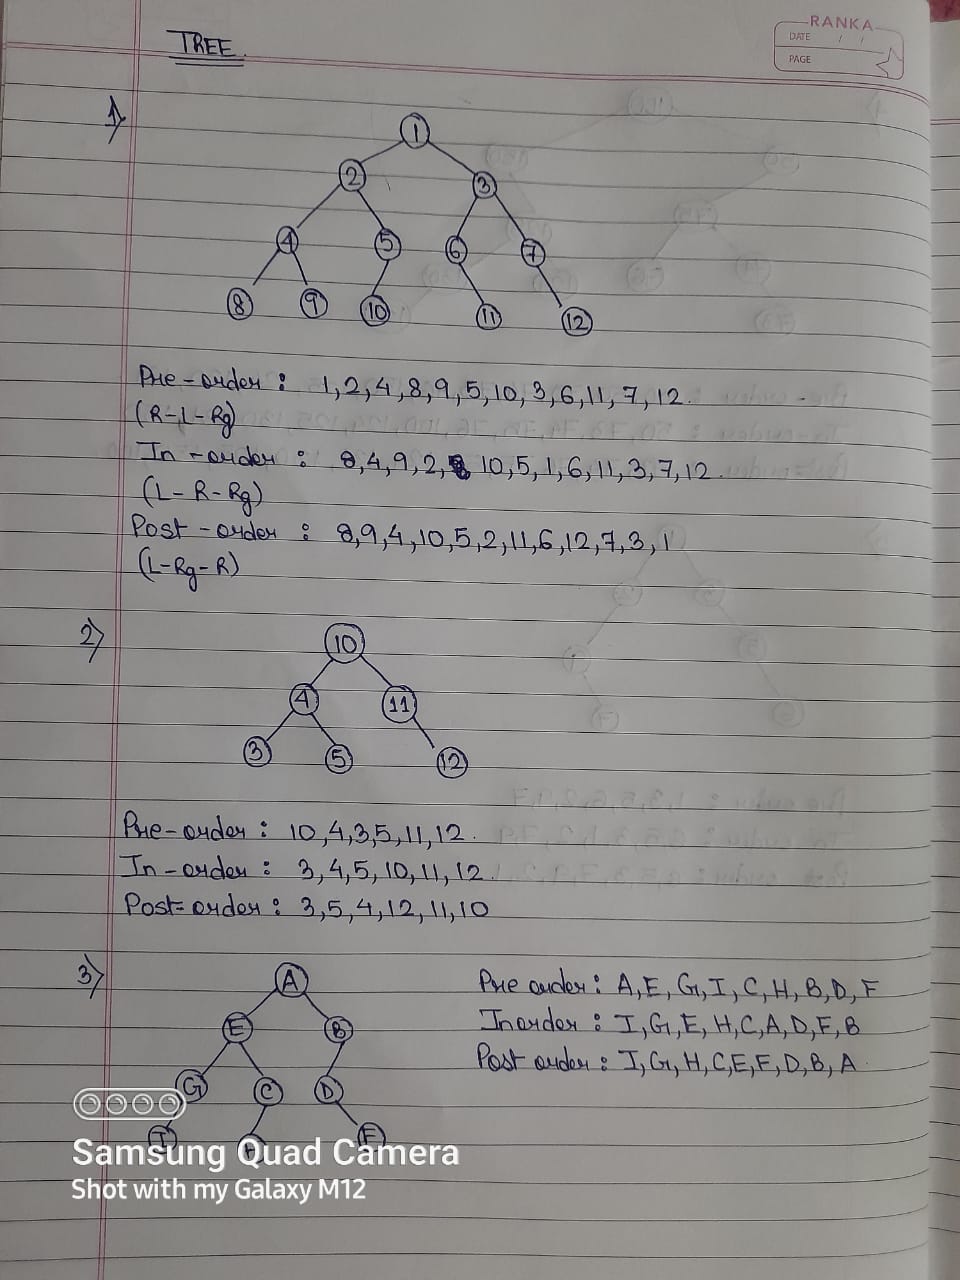 RANKA
DATE / /
PAGE
TREE
1)
1
2 3
4 5 6 7
8 9 10 11 12
Pre-order : 1,2,4,8,9,5,10,3,6,11,7,12.
(R-L-Rg)
In-order : 8,4,9,2, 10,5,1,6,11,3,7,12.
(L-R-Rg)
Post-order : 8,9,4,10,5,2,11,6,12,7,3,1
(L-Rg-R)
2)
10
4 11
3 5 12
Pre-order : 10,4,3,5,11,12.
In-order : 3,4,5,10,11,12.
Post-order : 3,5,4,12,11,10
3)
A
E B
G C D
I H F
Pre order : A,E,G,I,C,H,B,D,F
Inorder : I,G,E,H,C,A,D,F,B
Post order : I,G,H,C,E,F,D,B,A.
Samsung Quad Camera
Shot with my Galaxy M12